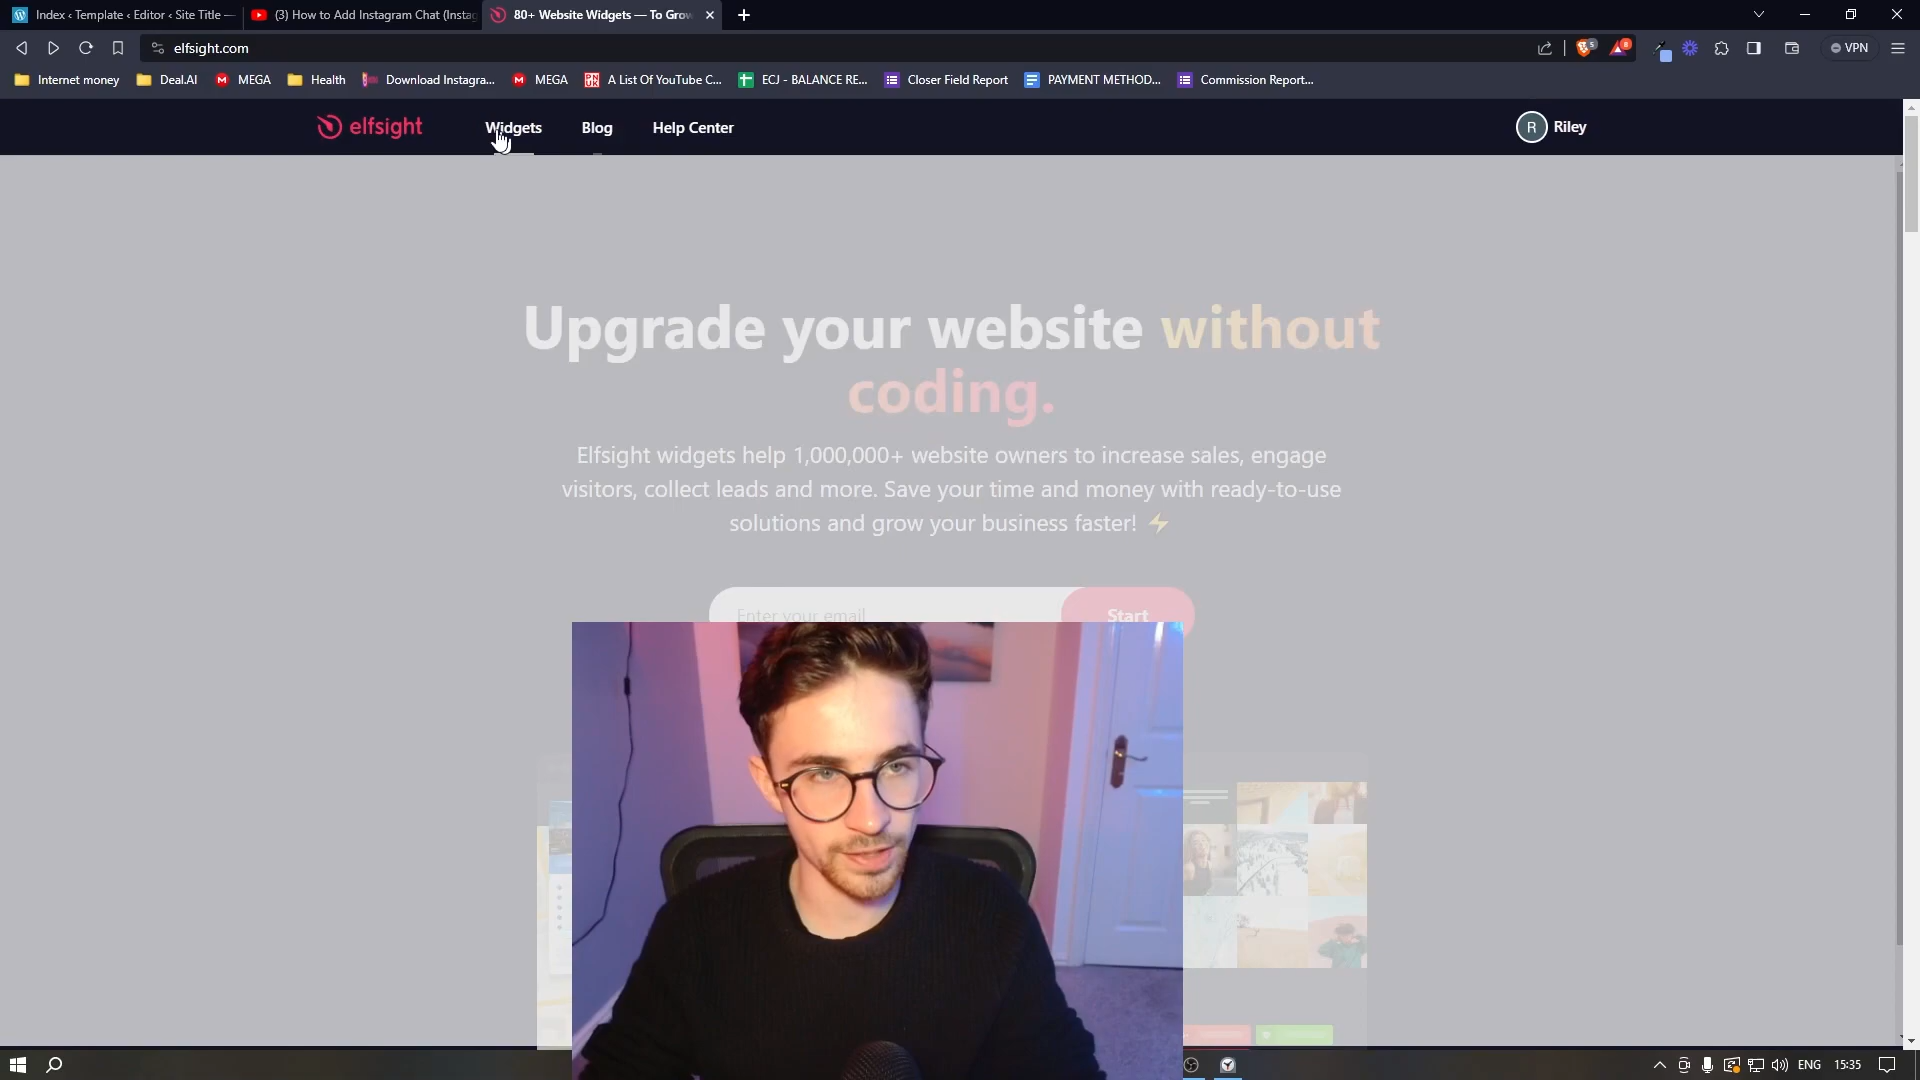 Index ‹ Template ‹ Editor ‹ Site Title —
(3) How to Add Instagram Chat (Insta
80+ Website Widgets — To Grow
elfsight.com
VPN
Internet money
Deal.AI
MEGA
Health
Download Instagra...
MEGA
A List Of YouTube C...
ECJ - BALANCE RE...
Closer Field Report
PAYMENT METHOD...
Commission Report...
elfsight
Widgets
Blog
Help Center
R
Riley
Upgrade your website without
coding.
Elfsight widgets help 1,000,000+ website owners to increase sales, engage
visitors, collect leads and more. Save your time and money with ready-to-use
solutions and grow your business faster! ⚡
Enter your email
Start
ENG
15:35